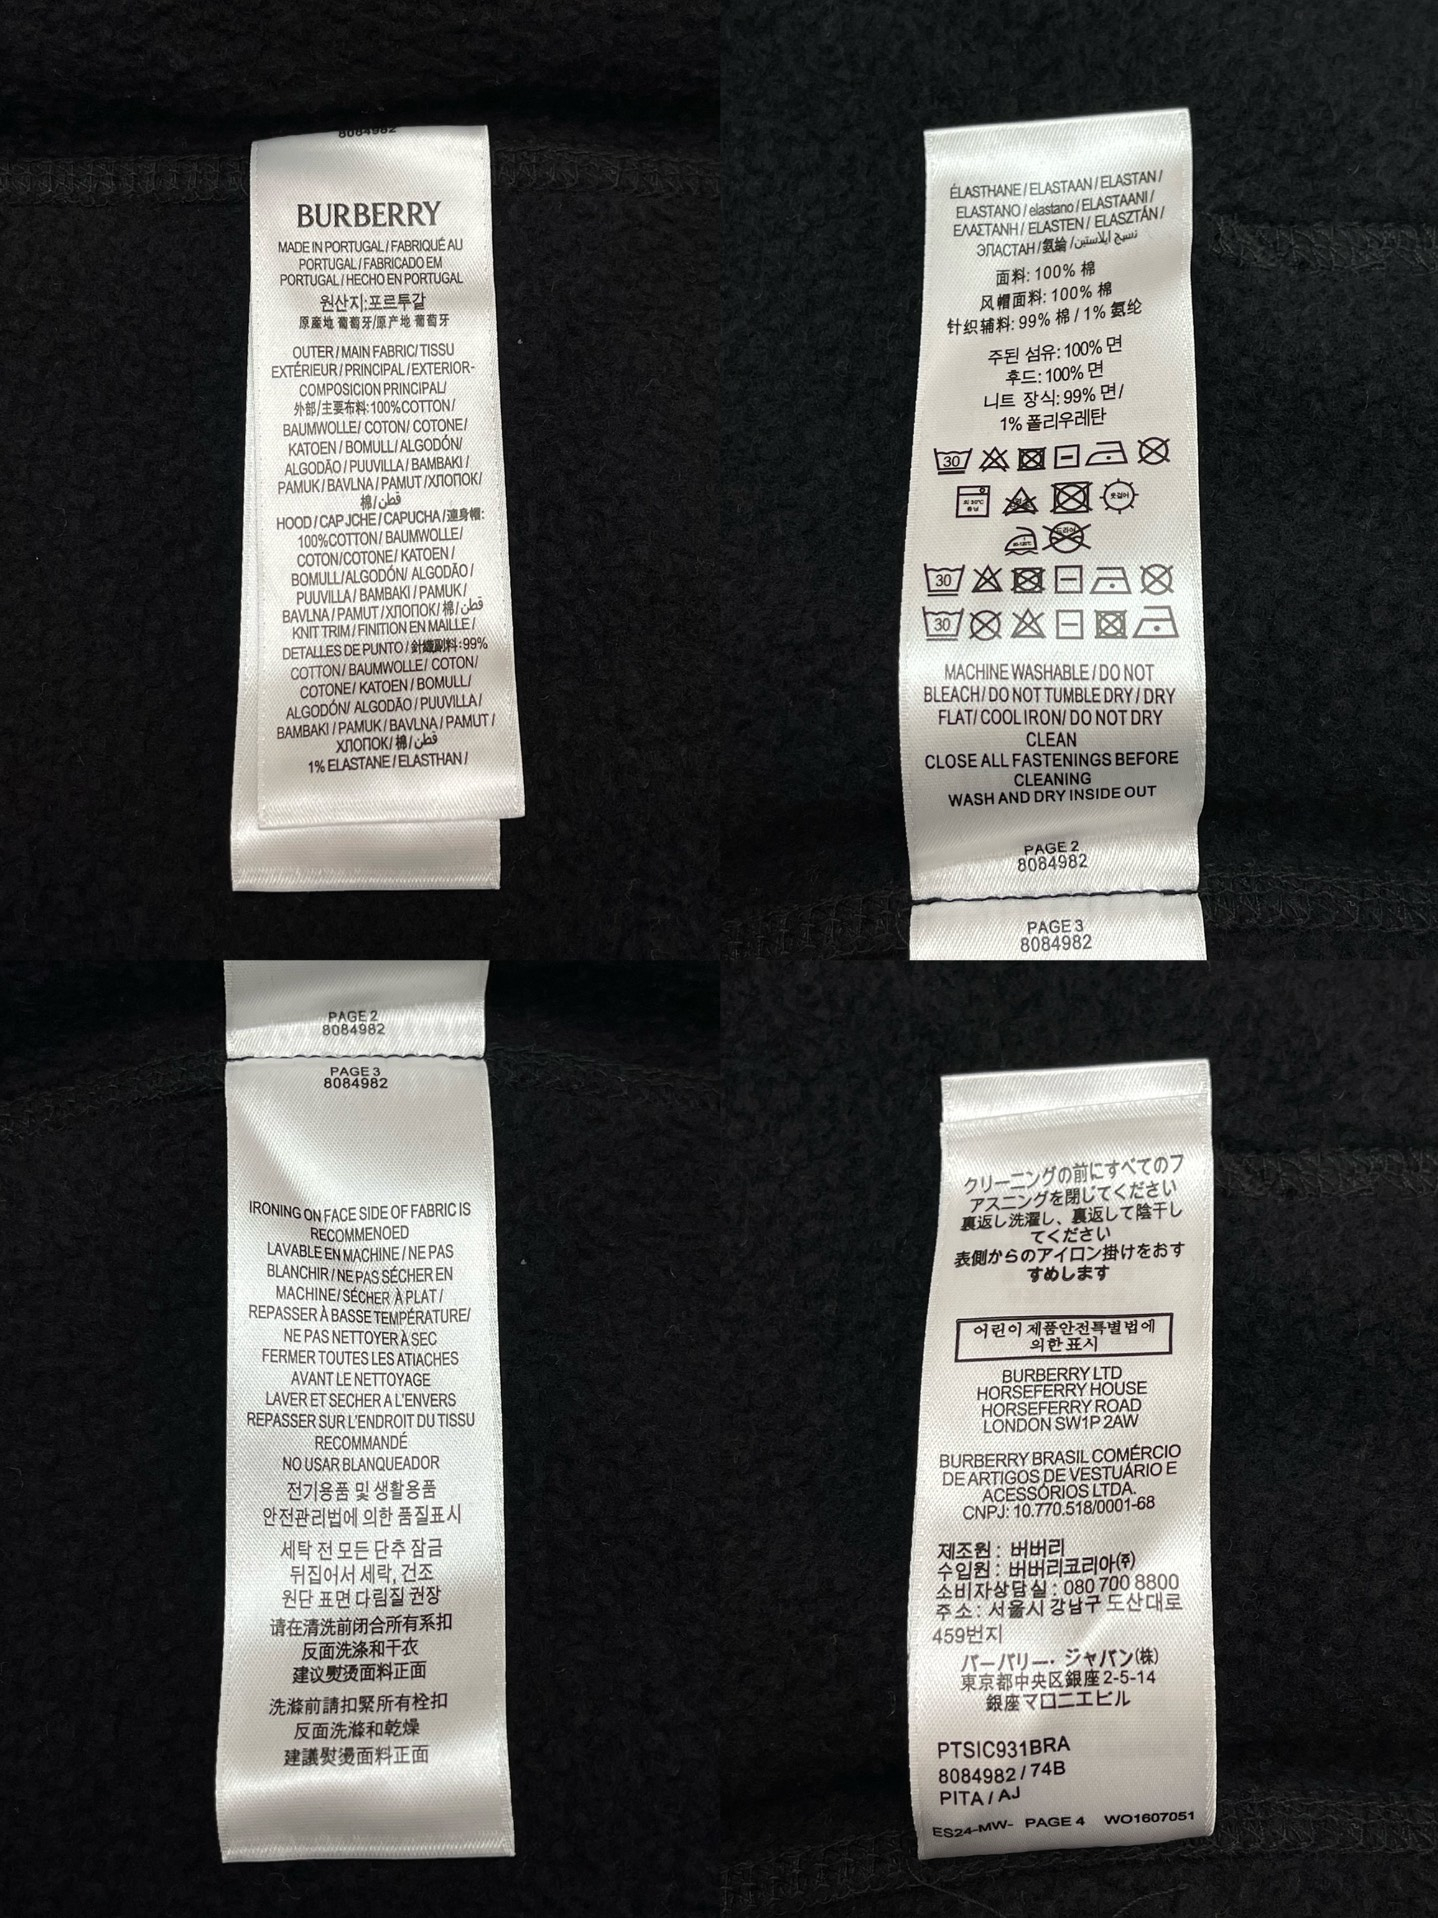 8084982
BURBERRY
MADE IN PORTUGAL / FABRIQUÉ AU
PORTUGAL / FABRICADO EM
PORTUGAL / HECHO EN PORTUGAL
원산지:포르투갈
原產地 葡萄牙/原产地 葡萄牙
OUTER / MAIN FABRIC/ TISSU
EXTÉRIEUR / PRINCIPAL / EXTERIOR-
COMPOSICION PRINCIPAL/
外部/主要布料:100%COTTON /
BAUMWOLLE/ COTON/ COTONE/
KATOEN / BOMULL/ ALGODÓN/
ALGODÃO / PUUVILLA / BAMBAKI /
PAMUK / BAVLNA / PAMUT /ХЛОПОК/
棉/قطن/
HOOD / CAP JCHE / CAPUCHA /連身帽:
100%COTTON / BAUMWOLLE/
COTON/COTONE / KATOEN /
BOMULL/ALGODÓN/ ALGODÃO /
PUUVILLA / BAMBAKI / PAMUK /
BAVLNA / PAMUT / ХЛОПОК/ 棉/قطن/
KNIT TRIM / FINITION EN MAILLE /
DETALLES DE PUNTO / 針織副料:99%
COTTON / BAUMWOLLE/ COTON/
COTONE / KATOEN / BOMULL/
ALGODÓN/ ALGODÃO / PUUVILLA /
BAMBAKI / PAMUK / BAVLNA / PAMUT /
ХЛОПОК/ 棉/قطن/
1% ELASTANE / ELASTHAN /
ÉLASTHANE / ELASTAAN / ELASTAN /
ELASTANO / elastano / ELASTAANI /
ΕΛΑΣΤΑΝΗ / ELASTEN / ELASZTÁN /
ЭЛАСТАН / 氨綸 / نسيج ايلاستين/
面料: 100% 棉
风帽面料: 100% 棉
针织辅料: 99% 棉 / 1% 氨纶
주된 섬유: 100% 면
후드: 100% 면
니트 장식: 99% 면 /
1% 폴리우레탄
30
옷걸이
드라이
30
30
MACHINE WASHABLE / DO NOT
BLEACH/ DO NOT TUMBLE DRY / DRY
FLAT/ COOL IRON/ DO NOT DRY
CLEAN
CLOSE ALL FASTENINGS BEFORE
CLEANING
WASH AND DRY INSIDE OUT
PAGE 2
8084982
PAGE 3
8084982
PAGE 2
8084982
PAGE 3
8084982
IRONING ON FACE SIDE OF FABRIC IS
RECOMMENOED
LAVABLE EN MACHINE / NE PAS
BLANCHIR / NE PAS SÉCHER EN
MACHINE/ SÉCHER À PLAT /
REPASSER À BASSE TEMPÉRATURE/
NE PAS NETTOYER À SEC
FERMER TOUTES LES ATIACHES
AVANT LE NETTOYAGE
LAVER ET SECHER A L'ENVERS
REPASSER SUR L'ENDROIT DU TISSU
RECOMMANDÉ
NO USAR BLANQUEADOR
전기용품 및 생활용품
안전관리법에 의한 품질표시
세탁 전 모든 단추 잠금
뒤집어서 세락, 건조
원단 표면 다림질 권장
请在清洗前闭合所有系扣
反面洗涤和干衣
建议熨烫面料正面
洗滌前請扣緊所有栓扣
反面洗滌和乾燥
建議熨燙面料正面
クリーニングの前にすべてのフ
アスニングを閉じてください
裏返し洗濯し、裏返して陰干し
てください
表側からのアイロン掛けをおす
すめします
어린이 제품안전특별법에
의한 표시
BURBERRY LTD
HORSEFERRY HOUSE
HORSEFERRY ROAD
LONDON SW1P 2AW
BURBERRY BRASIL COMÉRCIO
DE ARTIGOS DE VESTUÁRIO E
ACESSÓRIOS LTDA.
CNPJ: 10.770.518/0001-68
제조원 : 버버리
수입원 : 버버리코리아(주)
소비자상담실 : 080 700 8800
주소 : 서울시 강남구 도산대로
459번지
バーバリー・ジャパン(株)
東京都中央区銀座2-5-14
銀座マロニエビル
PTSIC931BRA
8084982 / 74B
PITA / AJ
ES24-MW- PAGE 4 WO1607051